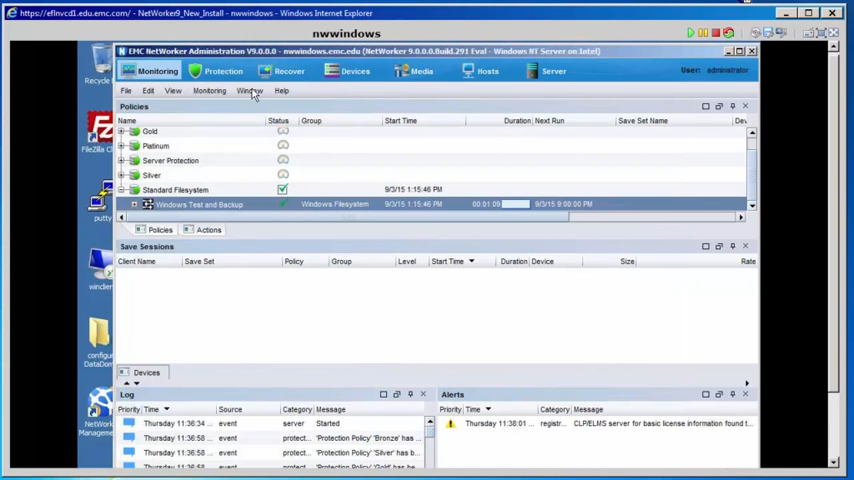 https://eflnvcd1.edu.emc.com/ - NetWorker9_New_Install - nwwindows - Windows Internet Explorer
nwwindows
EMC NetWorker Administration V9.0.0.0 - nwwindows.emc.edu (NetWorker 9.0.0.0.Build.291 Eval - Windows NT Server on Intel)
Monitoring Protection Recover Devices Media Hosts Server User: administrator
File Edit View Monitoring Window Help
Policies
Name Status Group Start Time Duration Next Run Save Set Name
Gold
Platinum
Server Protection
Silver
Standard Filesystem 9/3/15 1:15:46 PM
Windows Test and Backup Windows Filesystem 9/3/15 1:15:46 PM 00:01:09 9/3/15 9:00:00 PM
Policies Actions
Save Sessions
Client Name Save Set Policy Group Level Start Time Duration Device Size Rate
Devices
Log
Priority Time Source Category Message
Thursday 11:36:34 ... event server Started
Thursday 11:36:58 ... event protect... 'Protection Policy' 'Bronze' has ...
Thursday 11:36:58 ... event protect... 'Protection Policy' 'Silver' has b...
Thursday 11:36:58 ... event protect... 'Protection Policy' 'Gold' has be...
Alerts
Priority Time Category Message
Thursday 11:38:01 ... registr... CLP/ELMS server for basic license information found t...
Recycle
FileZilla
putty
winclien
configur
DataDom
NetWork
Manageme